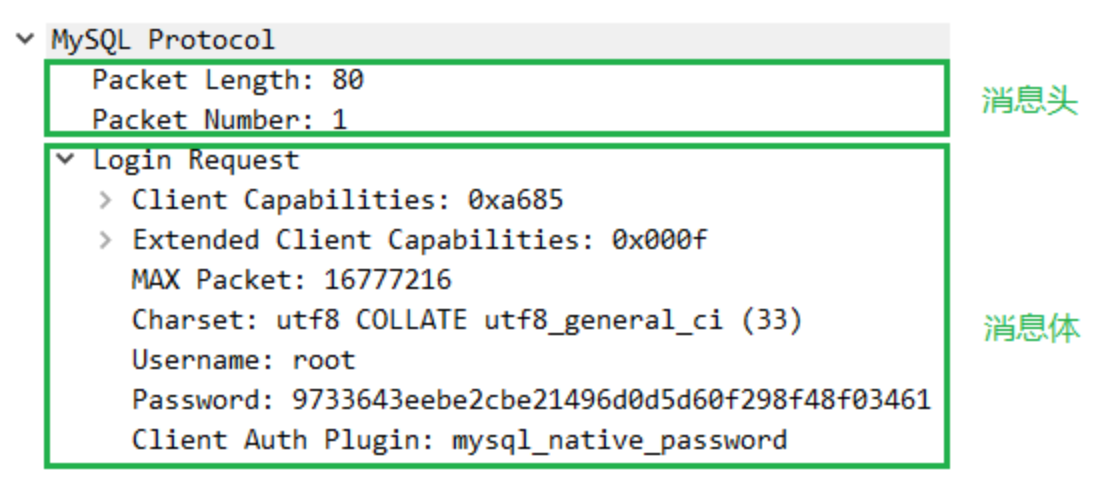 MySQL Protocol
Packet Length: 80
Packet Number: 1
消息头
Login Request
Client Capabilities: 0xa685
Extended Client Capabilities: 0x000f
MAX Packet: 16777216
Charset: utf8 COLLATE utf8_general_ci (33)
消息体
Username: root
Password: 9733643eebe2cbe21496d0d5d60f298f48f03461
Client Auth Plugin: mysql_native_password